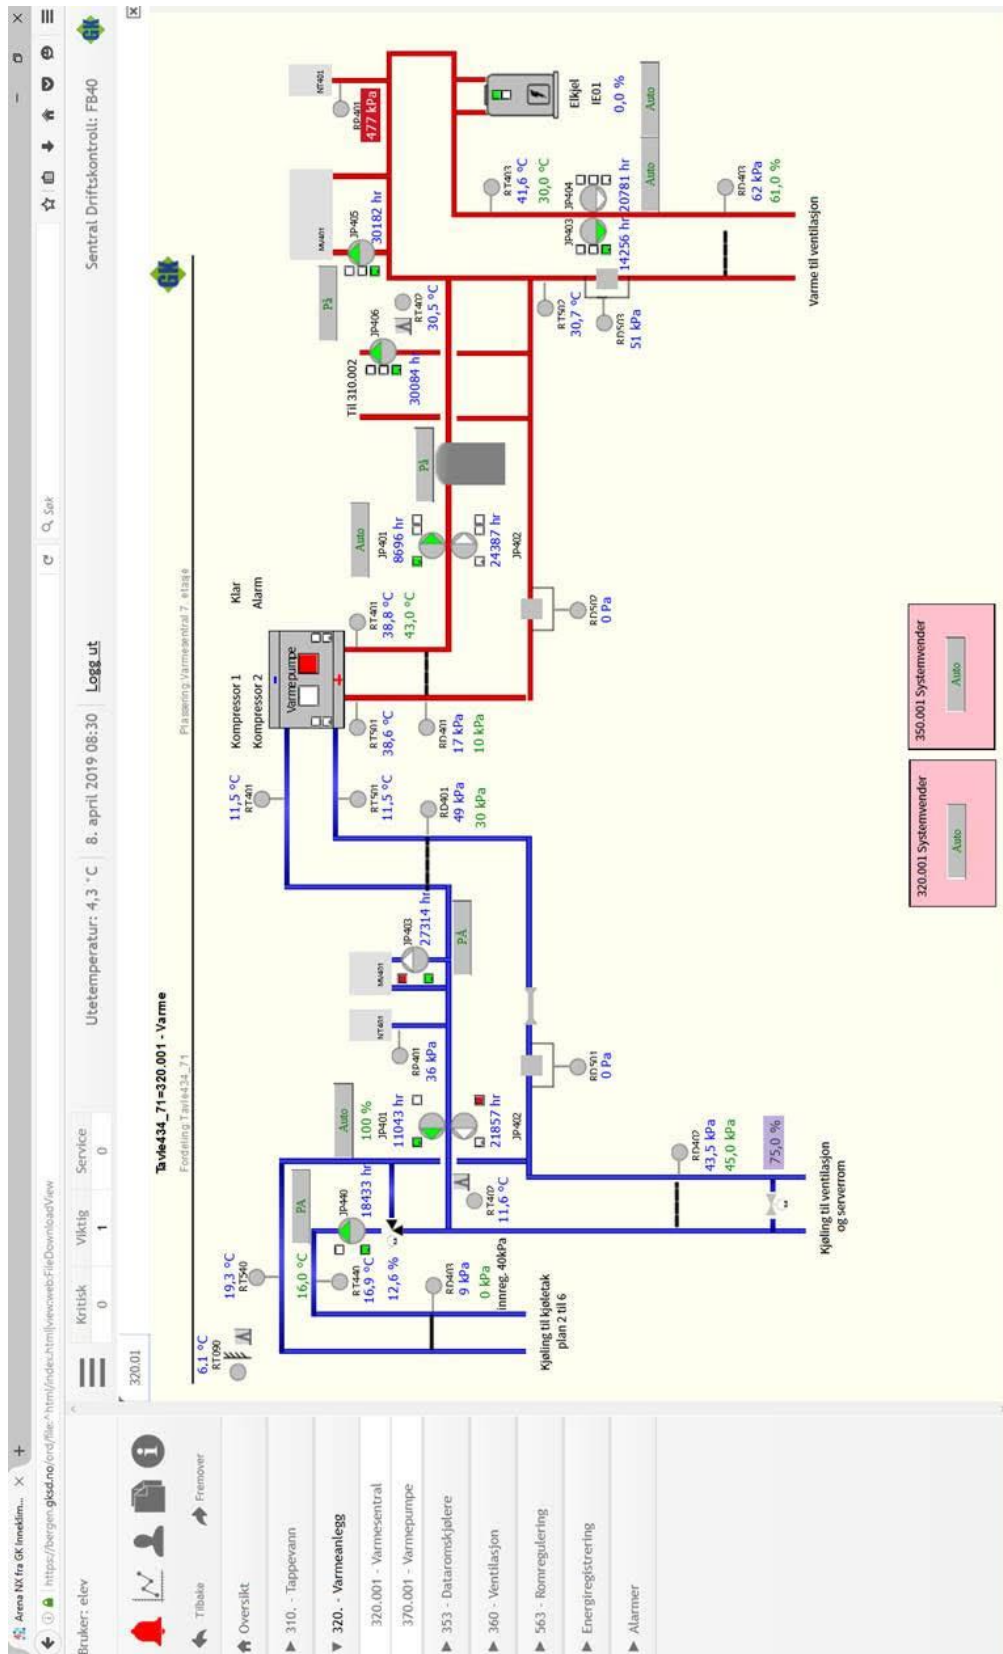 Arena NX fra GK Inneklim... × +
https://bergen.gksd.no/ord/file:^html/index.html|view:web:FileDownloadView
Søk
Bruker: elev
Kritisk Viktig Service
0 1 0
Utetemperatur: 4,3 °C
8. april 2019 08:30
Logg ut
Sentral Driftskontroll: FB40
GK
Tilbake Fremover
Oversikt
310. - Tappevann
320. - Varmeanlegg
320.001 - Varmesentral
370.001 - Varmepumpe
353 - Dataromskjølere
360 - Ventilasjon
563 - Romregulering
Energiregistrering
Alarmer
320.01
Tavle434_71=320.001 - Varme
Fordeling:Tavle434_71
Plassering:Varmesentral 7. etasje
GK
6,1 °C
RT090
19,3 °C
RT540
16,0 °C
PA
JP440
18433 hr
RT440
16,9 °C
12,6 %
RD403
9 kPa
0 kPa
innreg. 40kPa
Kjøling til kjøletak
plan 2 til 6
Auto
100 %
JP401
11043 hr
21857 hr
JP402
RT402
11,6 °C
NT401
RP401
36 kPa
MV401
JP403
27314 hr
PA
RD501
0 Pa
RD402
43,5 kPa
45,0 kPa
75,0 %
Kjøling til ventilasjon
og serverrom
11,5 °C
RT401
RT501
11,5 °C
RD401
49 kPa
30 kPa
Kompressor 1
Kompressor 2
Klar
Alarm
Varmepumpe
- +
RT501
38,6 °C
RT401
38,8 °C
43,0 °C
RD401
17 kPa
10 kPa
Auto
JP401
8696 hr
24387 hr
JP402
RD502
0 Pa
På
Til 310.002
JP406
30084 hr
RT402
30,5 °C
På
MV401
JP405
30182 hr
NT401
RP401
477 kPa
Elkjel
IE01
0,0 %
Auto
RT403
41,6 °C
30,0 °C
JP403 JP404
14256 hr 20781 hr
Auto
RT502
30,7 °C
RD503
51 kPa
RD403
62 kPa
61,0 %
Varme til ventilasjon
320.001 Systemvender
Auto
350.001 Systemvender
Auto